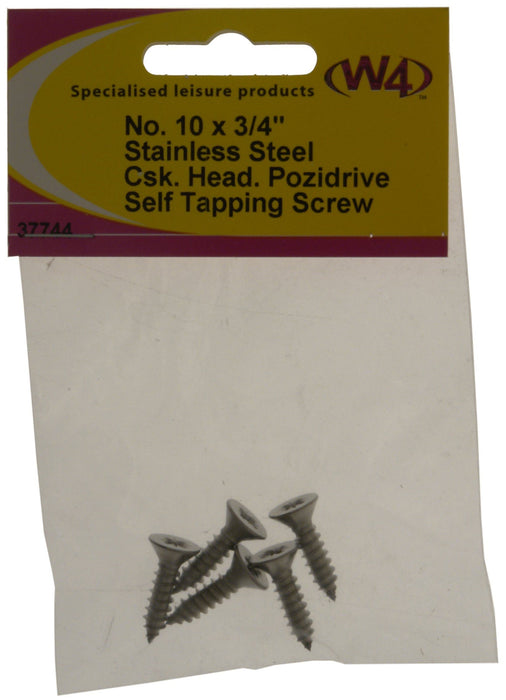 W4
TM
Specialised leisure products
No. 10 x 3/4"
Stainless Steel
Csk. Head. Pozidrive
Self Tapping Screw
37744